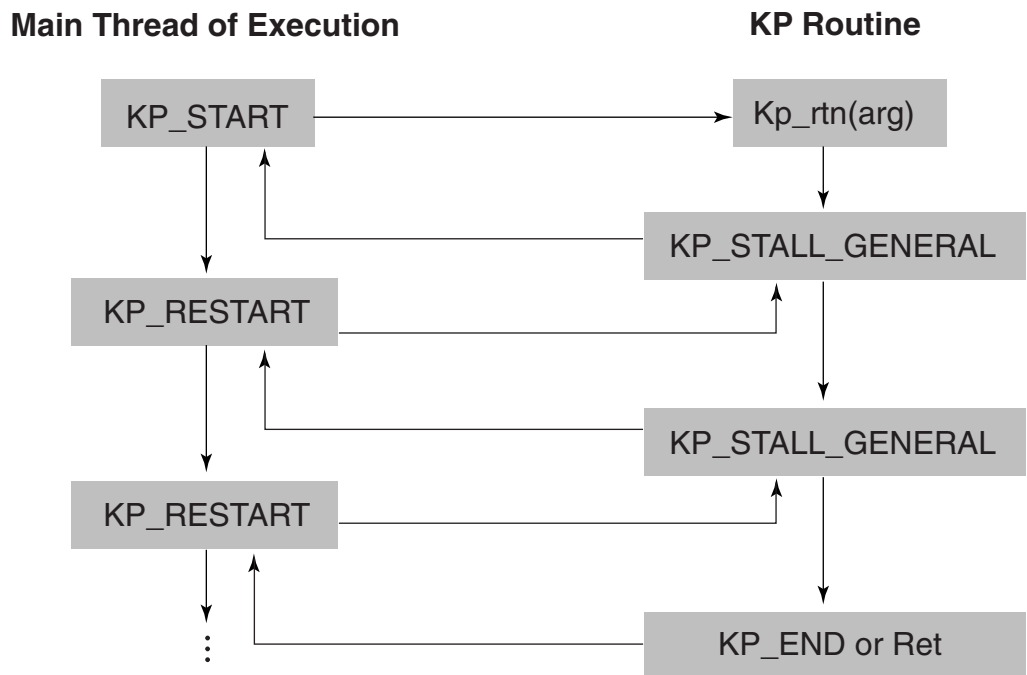 Main Thread of Execution
KP Routine
KP_START
Kp_rtn(arg)
KP_STALL_GENERAL
KP_RESTART
KP_STALL_GENERAL
KP_RESTART
KP_END or Ret